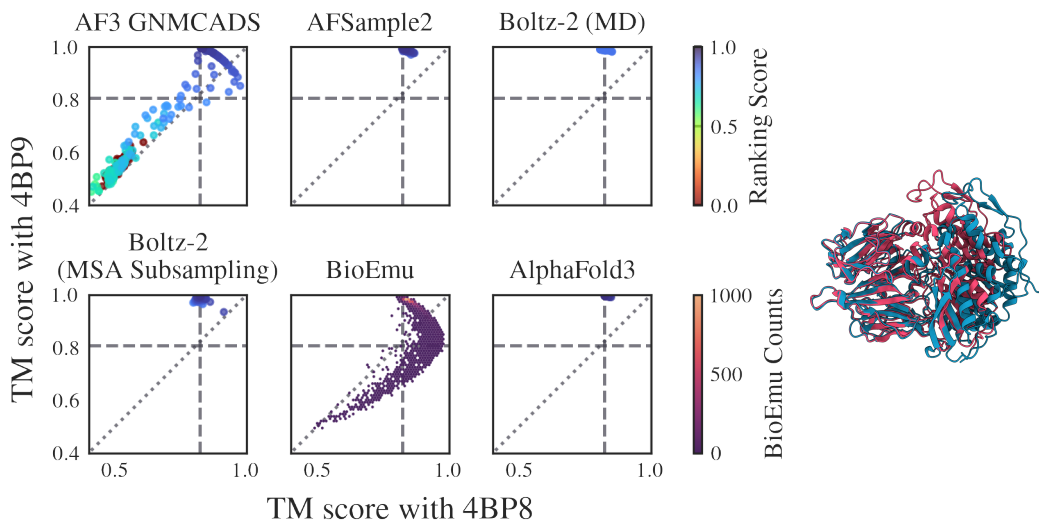 AF3 GNMCADS
AFSample2
Boltz-2 (MD)
1.0
0.8
0.6
0.4
1.0
0.5
0.0
Ranking Score
TM score with 4BP9
Boltz-2
(MSA Subsampling)
BioEmu
AlphaFold3
1.0
0.8
0.6
0.4
1000
500
0
BioEmu Counts
0.5
1.0
0.5
1.0
0.5
1.0
TM score with 4BP8